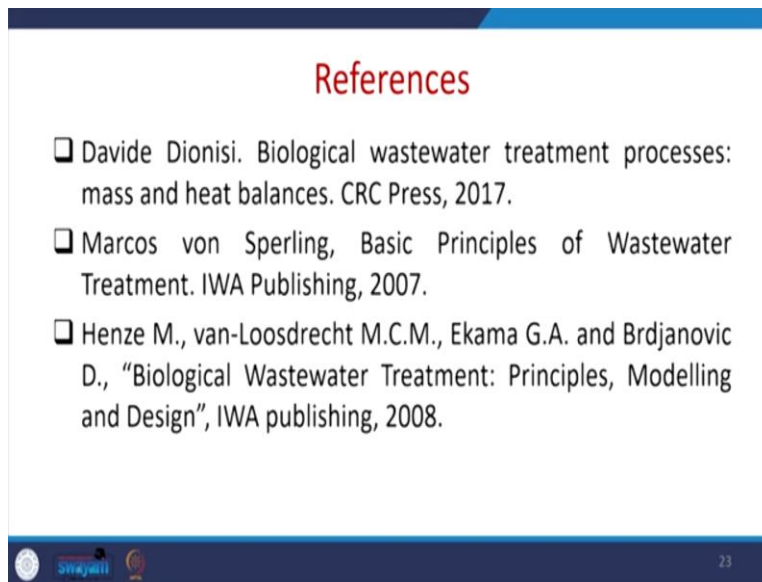 References
Davide Dionisi. Biological wastewater treatment processes:
mass and heat balances. CRC Press, 2017.
Marcos von Sperling, Basic Principles of Wastewater
Treatment. IWA Publishing, 2007.
Henze M., van-Loosdrecht M.C.M., Ekama G.A. and Brdjanovic
D., “Biological Wastewater Treatment: Principles, Modelling
and Design”, IWA publishing, 2008.
swayam
23